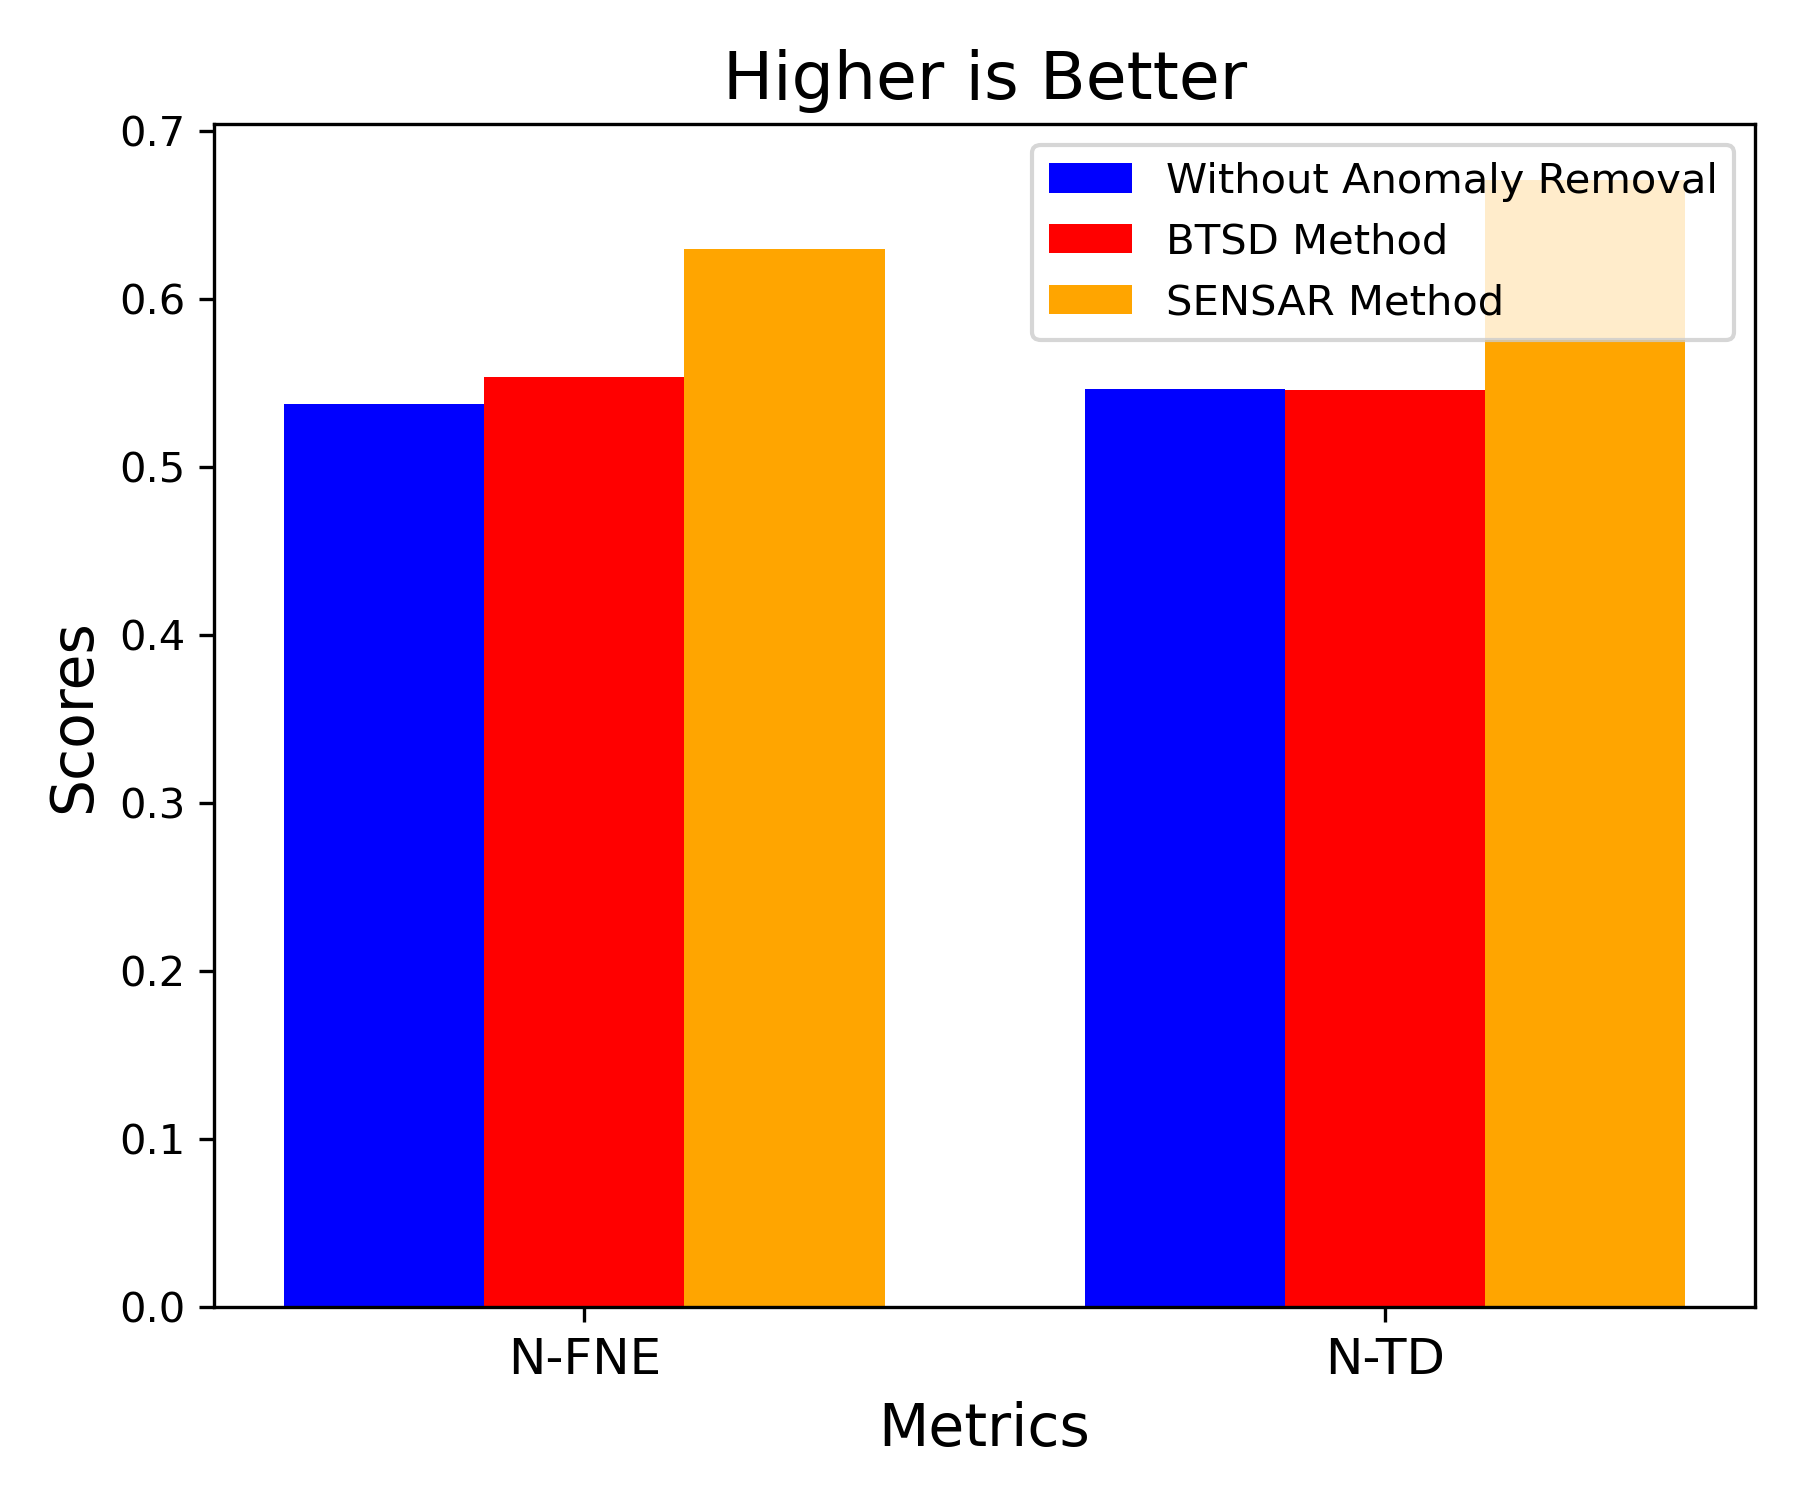 Higher is Better
Without Anomaly Removal
BTSD Method
SENSAR Method
Scores
0.7
0.6
0.5
0.4
0.3
0.2
0.1
0.0
N-FNE
N-TD
Metrics